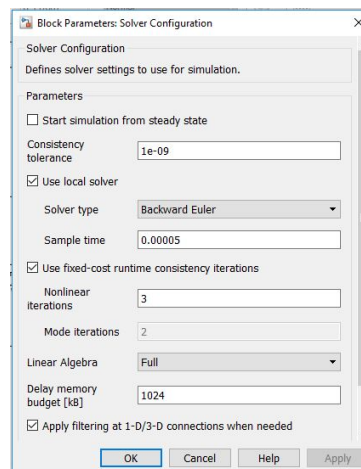 Block Parameters: Solver Configuration
Solver Configuration
Defines solver settings to use for simulation.
Parameters
Start simulation from steady state
Consistency
tolerance
1e-09
Use local solver
Solver type
Backward Euler
Sample time
0.00005
Use fixed-cost runtime consistency iterations
Nonlinear
iterations
3
Mode iterations
2
Linear Algebra
Full
Delay memory
budget [kB]
1024
Apply filtering at 1-D/3-D connections when needed
OK Cancel Help Apply